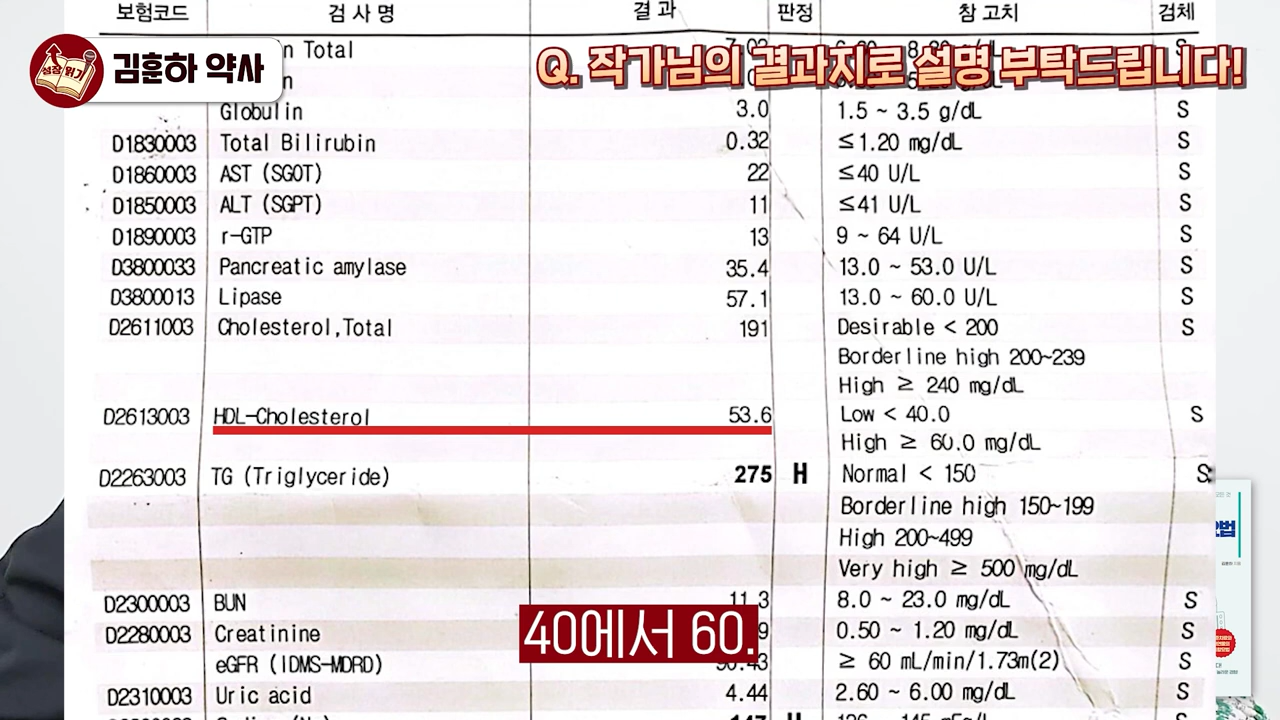 보험코드 검사명 결과 판정 참고치 검체
성장 읽기
김훈하 약사
Q. 작가님의 결과지로 설명 부탁드립니다!
Total S
Globulin 3.0 1.5 ~ 3.5 g/dL S
D1830003 Total Bilirubin 0.32 ≤1.20 mg/dL S
D1860003 AST (SGOT) 22 ≤40 U/L S
D1850003 ALT (SGPT) 11 ≤41 U/L S
D1890003 r-GTP 13 9 ~ 64 U/L S
D3800033 Pancreatic amylase 35.4 13.0 ~ 53.0 U/L S
D3800013 Lipase 57.1 13.0 ~ 60.0 U/L S
D2611003 Cholesterol,Total 191 Desirable < 200 S
Borderline high 200~239
High ≥ 240 mg/dL
D2613003 HDL-Cholesterol 53.6 Low < 40.0 S
High ≥ 60.0 mg/dL
D2263003 TG (Triglyceride) 275 H Normal < 150 S
Borderline high 150~199
High 200~499
Very high ≥ 500 mg/dL
D2300003 BUN 11.3 8.0 ~ 23.0 mg/dL S
D2280003 Creatinine 0.50 ~ 1.20 mg/dL S
eGFR (IDMS-MDRD) ≥ 60 mL/min/1.73m(2) S
D2310003 Uric acid 4.44 2.60 ~ 6.00 mg/dL S
40에서 60.